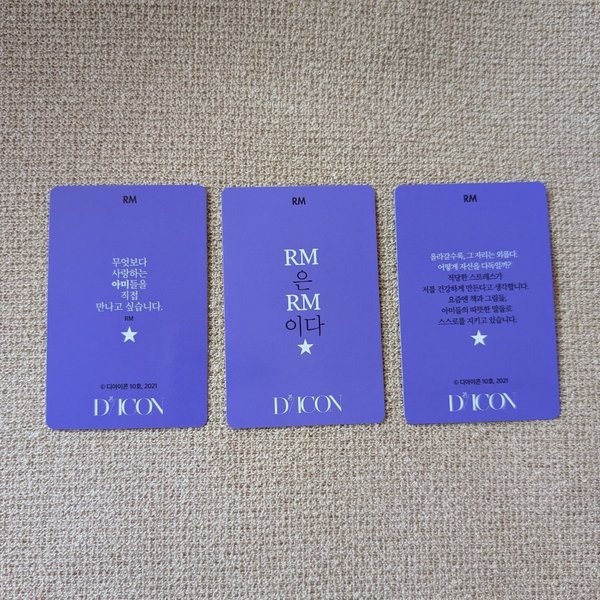 RM
무엇보다
사랑하는
아미들을
직접
만나고 싶습니다.
RM
© 디아이콘 10호, 2021
D'ICON
RM
RM
은
RM
이다
D'ICON
RM
올라갈수록, 그 자리는 외롭다.
어떻게 자신을 다독일까?
적당한 스트레스가
저를 건강하게 만든다고 생각합니다.
요즘엔 책과 그림들,
아미들의 따뜻한 말들로
스스로를 지키고 있습니다.
© 디아이콘 10호, 2021
D'ICON